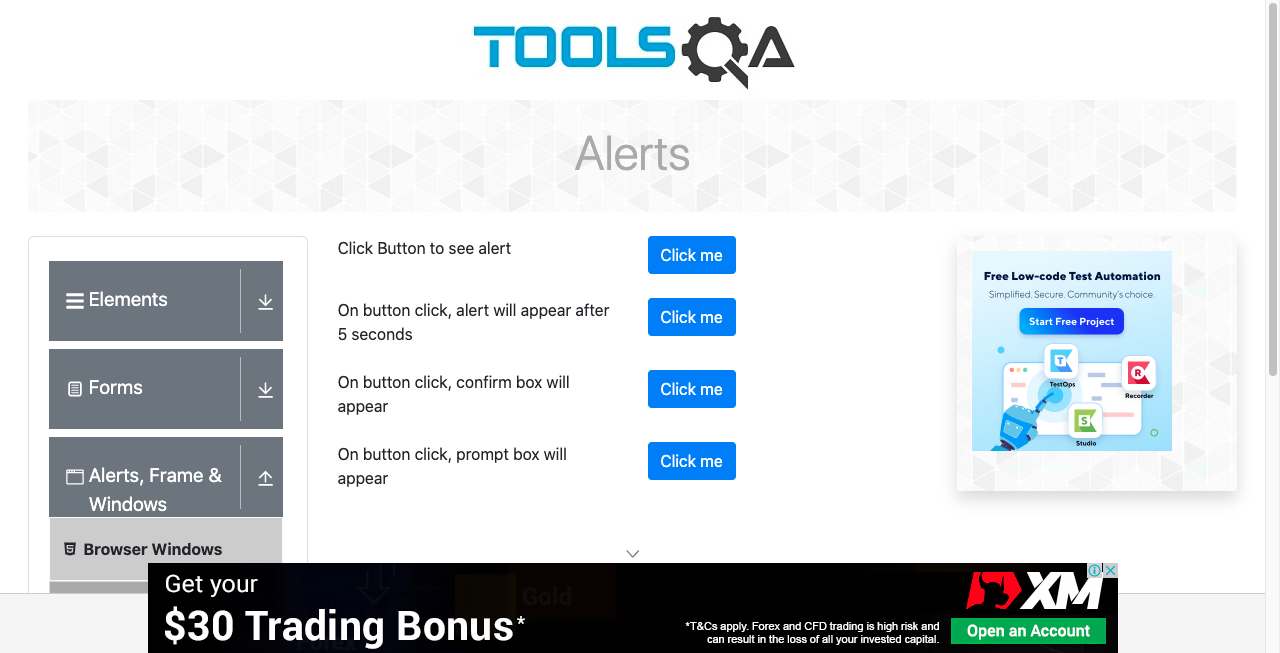 TOOLSQA
Alerts
Elements
Forms
Alerts, Frame &
Windows
Browser Windows
Click Button to see alert
Click me
On button click, alert will appear after
5 seconds
Click me
On button click, confirm box will
appear
Click me
On button click, prompt box will
appear
Click me
Free Low-code Test Automation
Simplified. Secure. Community's choice.
Start Free Project
T
TestOps
R
Recorder
S
Studio
Get your
$30 Trading Bonus*
Gold
Forex
XM
*T&Cs apply. Forex and CFD trading is high risk and
can result in the loss of all your invested capital.
Open an Account